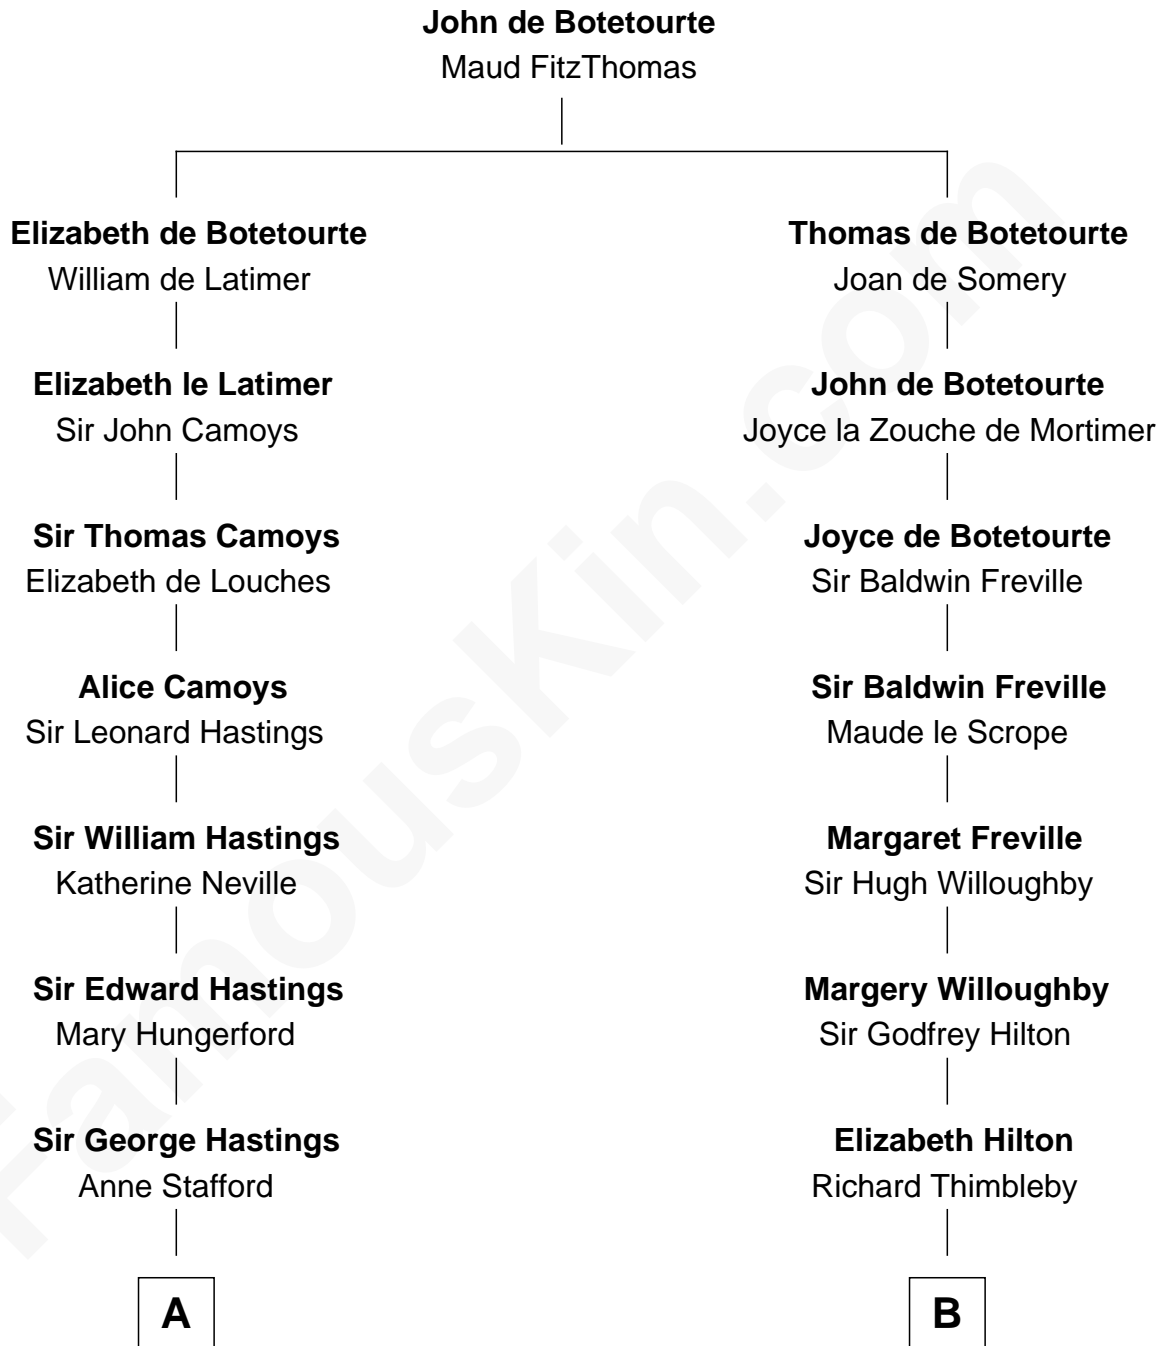 John de Botetourte
Maud FitzThomas
Elizabeth de Botetourte
William de Latimer
Elizabeth le Latimer
Sir John Camoys
Sir Thomas Camoys
Elizabeth de Louches
Alice Camoys
Sir Leonard Hastings
Sir William Hastings
Katherine Neville
Sir Edward Hastings
Mary Hungerford
Sir George Hastings
Anne Stafford
A
Thomas de Botetourte
Joan de Somery
John de Botetourte
Joyce la Zouche de Mortimer
Joyce de Botetourte
Sir Baldwin Freville
Sir Baldwin Freville
Maude le Scrope
Margaret Freville
Sir Hugh Willoughby
Margery Willoughby
Sir Godfrey Hilton
Elizabeth Hilton
Richard Thimbleby
B
FamousKin.com